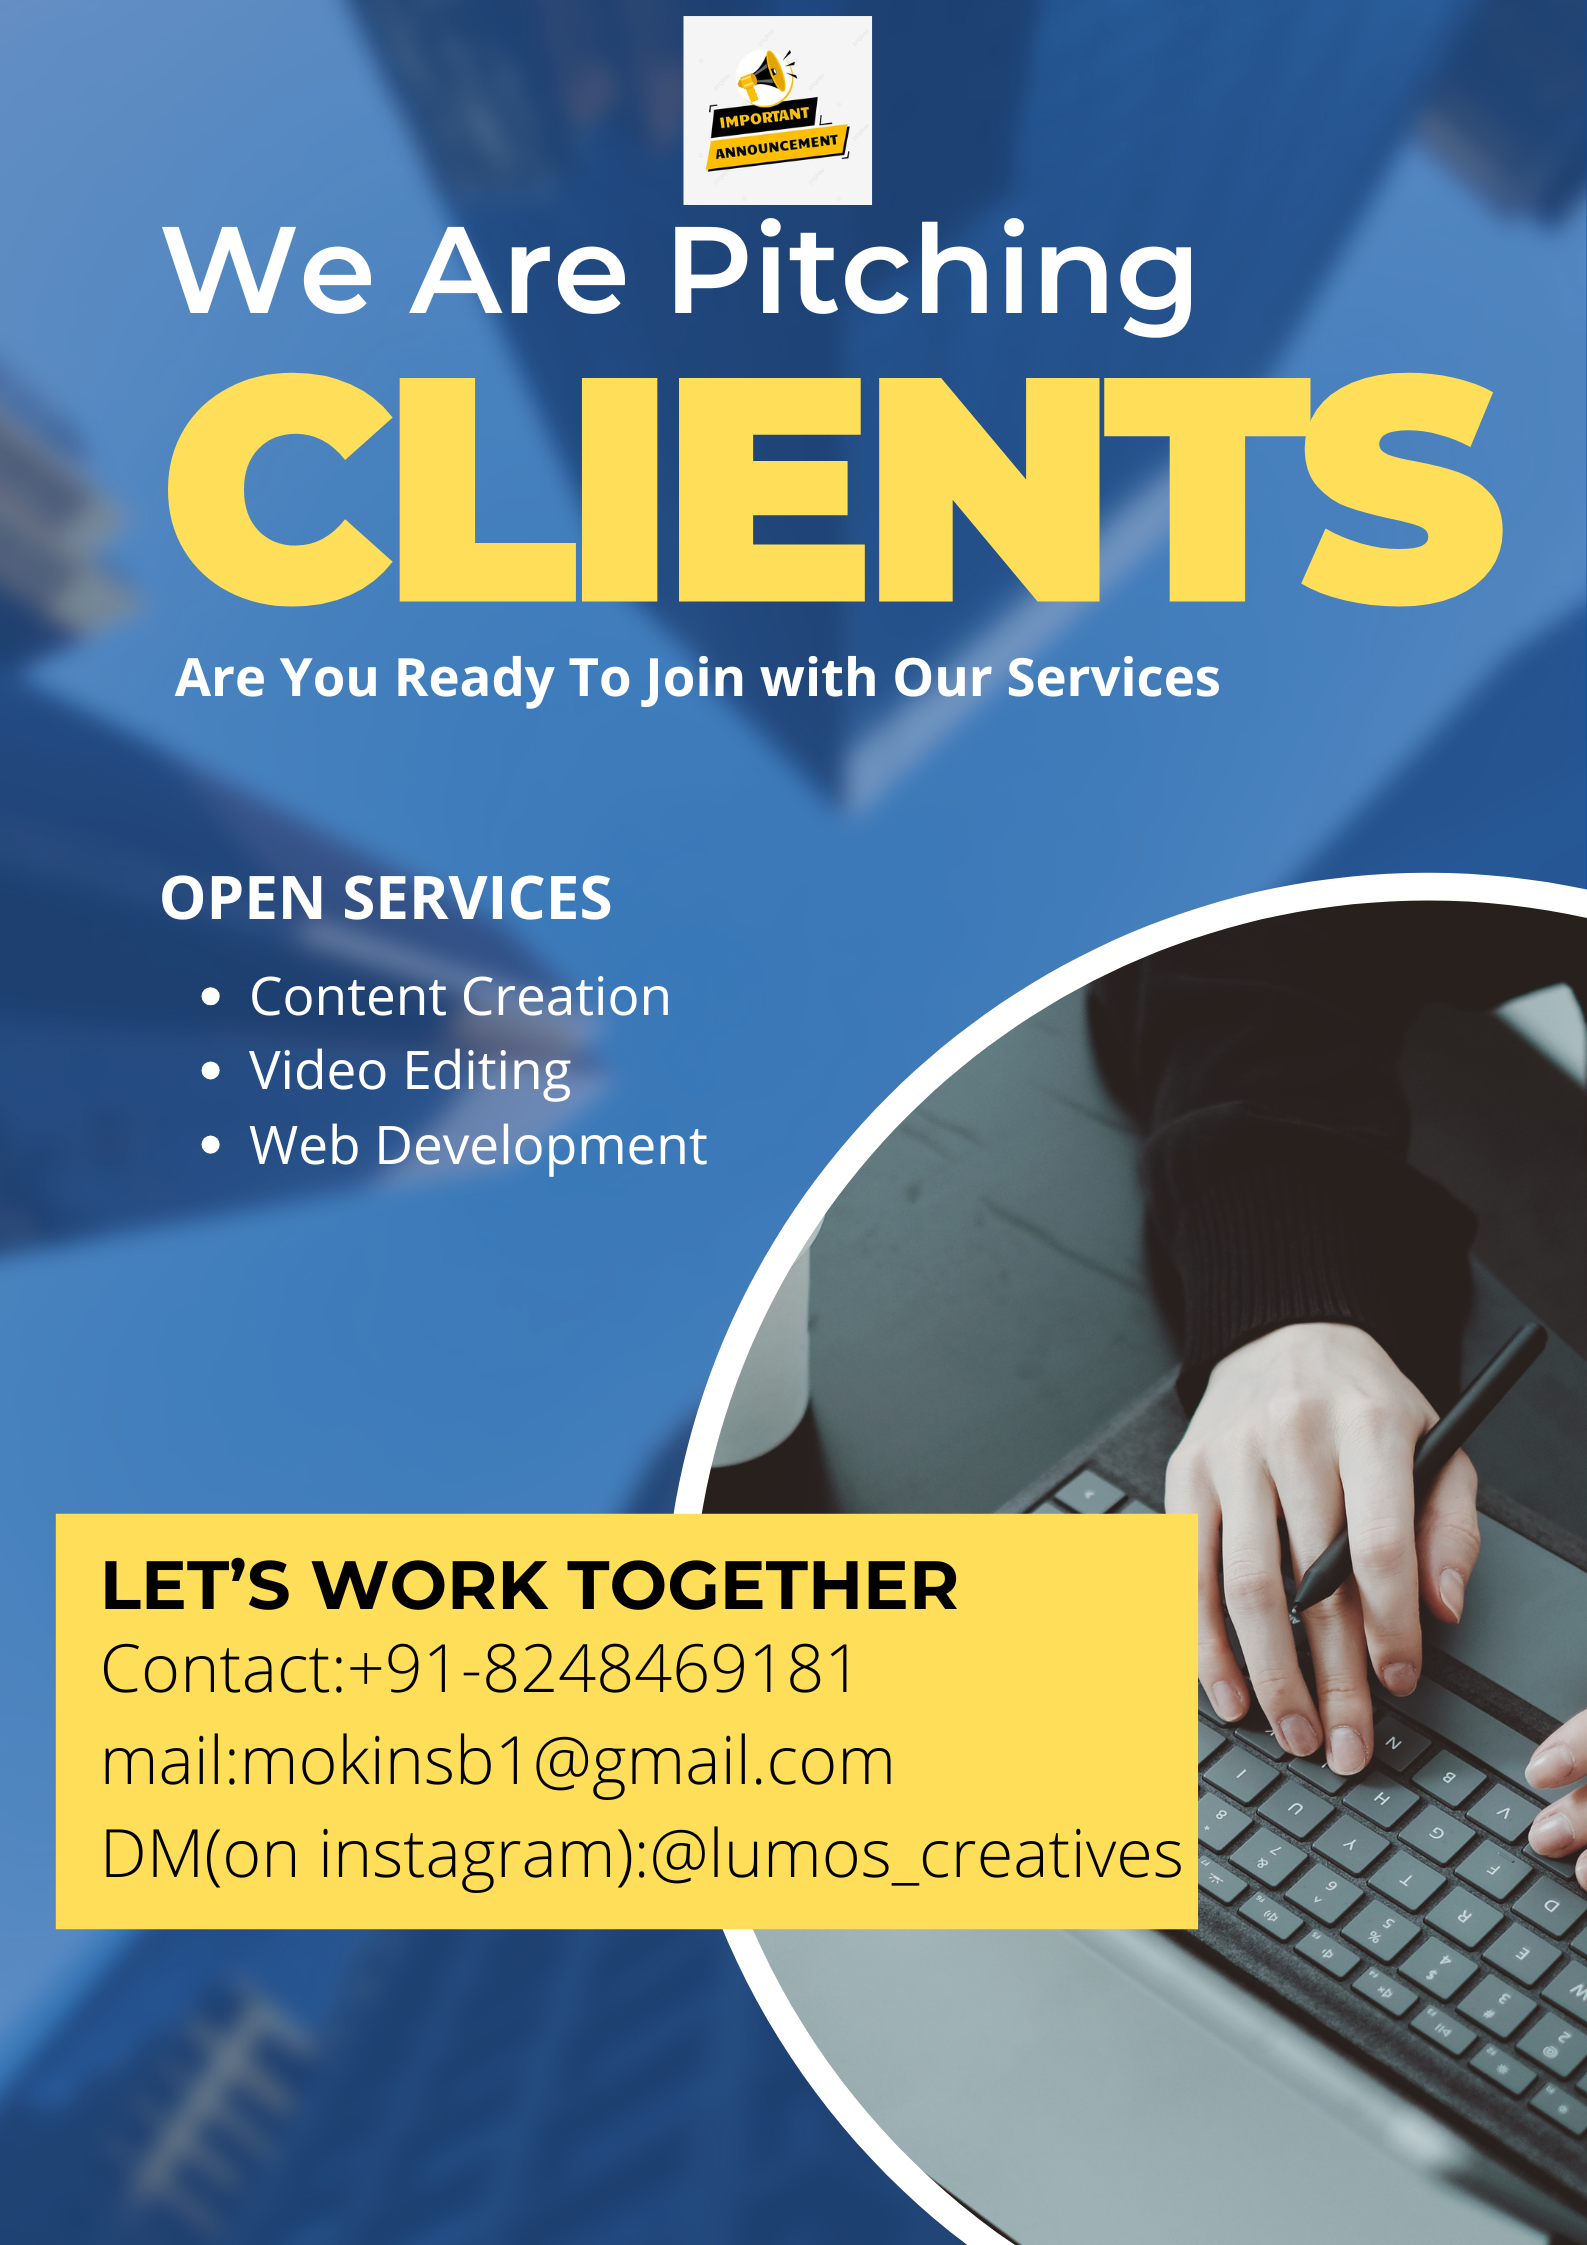 IMPORTANT
ANNOUNCEMENT
We Are Pitching
CLIENTS
Are You Ready To Join with Our Services
OPEN SERVICES
• Content Creation
• Video Editing
• Web Development
LET’S WORK TOGETHER
Contact:+91-8248469181
mail:mokinsb1@gmail.com
DM(on instagram):@lumos_creatives